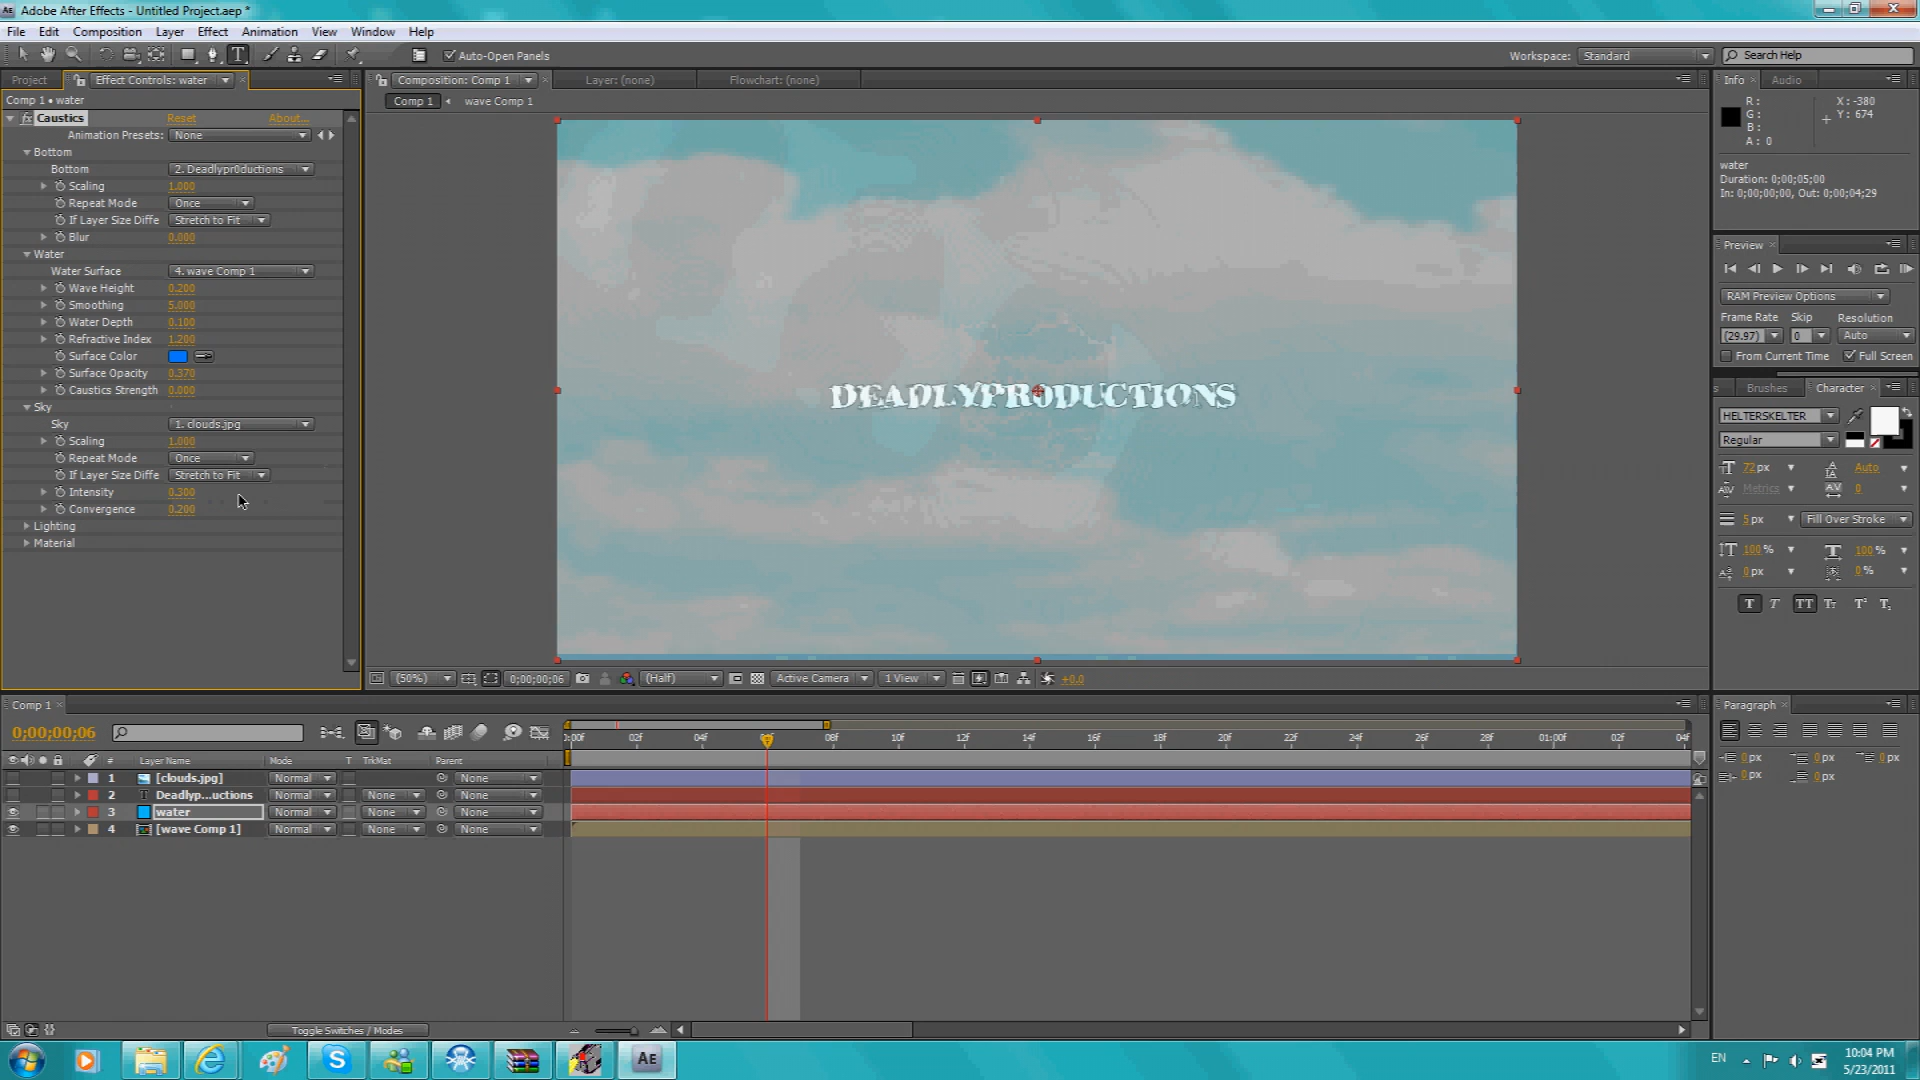 Adobe After Effects - Untitled Project.aep *
File Edit Composition Layer Effect Animation View Window Help
Auto-Open Panels
Workspace: Standard
Search Help
Project
Effect Controls: water
Composition: Comp 1
Layer: (none)
Flowchart: (none)
Info
Audio
Comp 1 • water
Comp 1
wave Comp 1
Caustics Reset About...
Animation Presets: None
Bottom
Bottom 2. Deadlypr0ductions
Scaling 1.000
Repeat Mode Once
If Layer Size Diffe Stretch to Fit
Blur 0.000
Water
Water Surface 4. wave Comp 1
Wave Height 0.200
Smoothing 5.000
Water Depth 0.100
Refractive Index 1.200
Surface Color
Surface Opacity 0.370
Caustics Strength 0.000
Sky
Sky 1. clouds.jpg
Scaling 1.000
Repeat Mode Once
If Layer Size Diffe Stretch to Fit
Intensity 0.300
Convergence 0.200
Lighting
Material
DEADLYPR0DUCTIONS
R:
G:
B:
A: 0
X: -380
Y: 674
water
Duration: 0;00;05;00
In: 0;00;00;00, Out: 0;00;04;29
Preview
RAM Preview Options
Frame Rate Skip Resolution
(29.97) 0 Auto
From Current Time Full Screen
s Brushes Character
HELTERSKELTER
Regular
72 px Auto
Metrics 0
5 px Fill Over Stroke
100 % 100 %
0 px 0 %
T T TT Tт T¹ T₁
(50%) 0;00;00;06 (Half) Active Camera 1 View +0.0
Comp 1
0;00;00;06
0:00f 02f 04f 06f 08f 10f 12f 14f 16f 18f 20f 22f 24f 26f 28f 01:00f 02f 04f
# Layer Name Mode T TrkMat Parent
1 [clouds.jpg] Normal None
2 Deadlyp...uctions Normal None None
3 water Normal None None
4 [wave Comp 1] Normal None None
Toggle Switches / Modes
Paragraph
0 px 0 px 0 px
0 px 0 px
Ae
EN
10:04 PM
5/23/2011